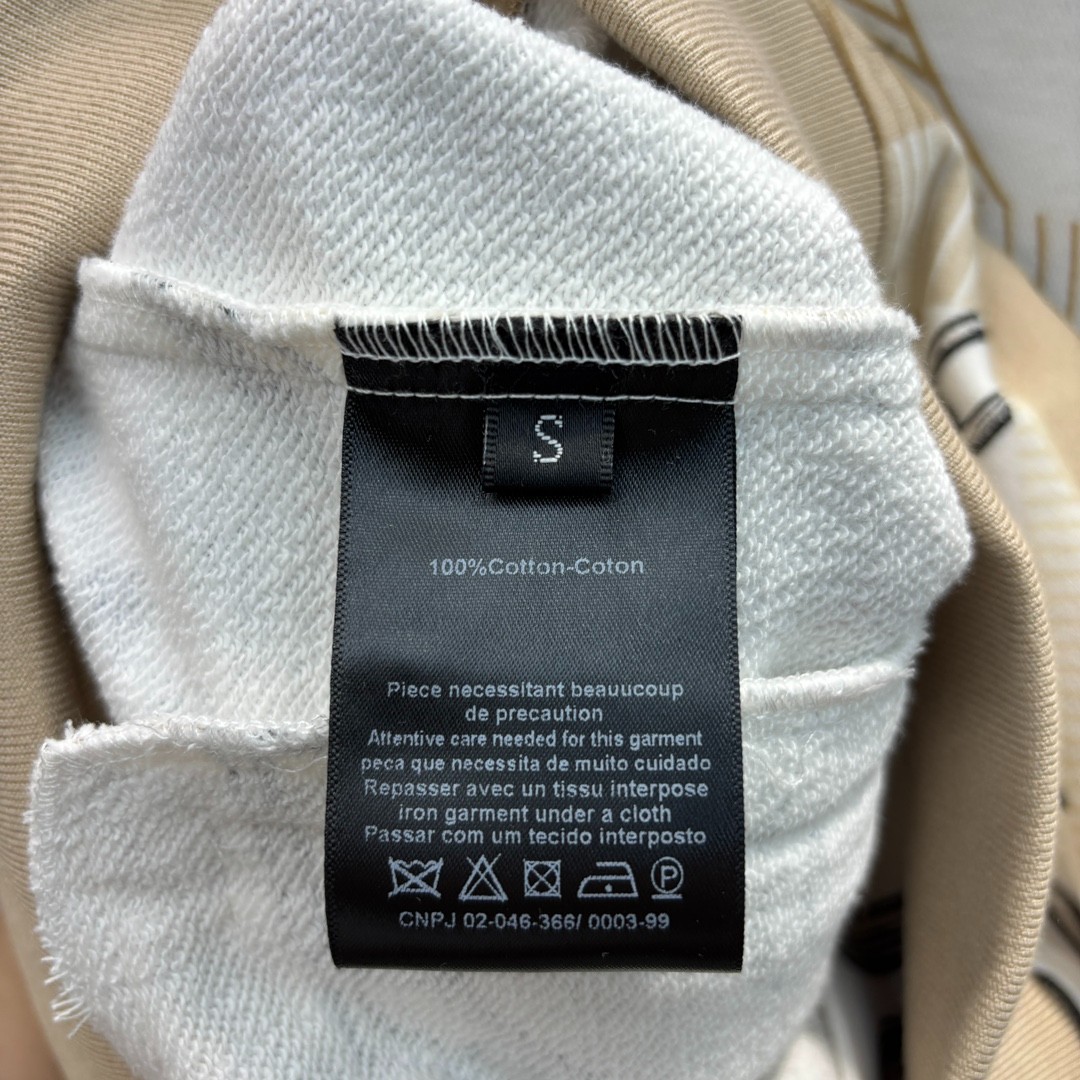 S
100%Cotton-Coton
Piece necessitant beauucoup
de precaution
Attentive care needed for this garment
peca que necessita de muito cuidado
Repasser avec un tissu interpose
iron garment under a cloth
Passar com um tecido interposto
P
CNPJ 02-046-366/ 0003-99